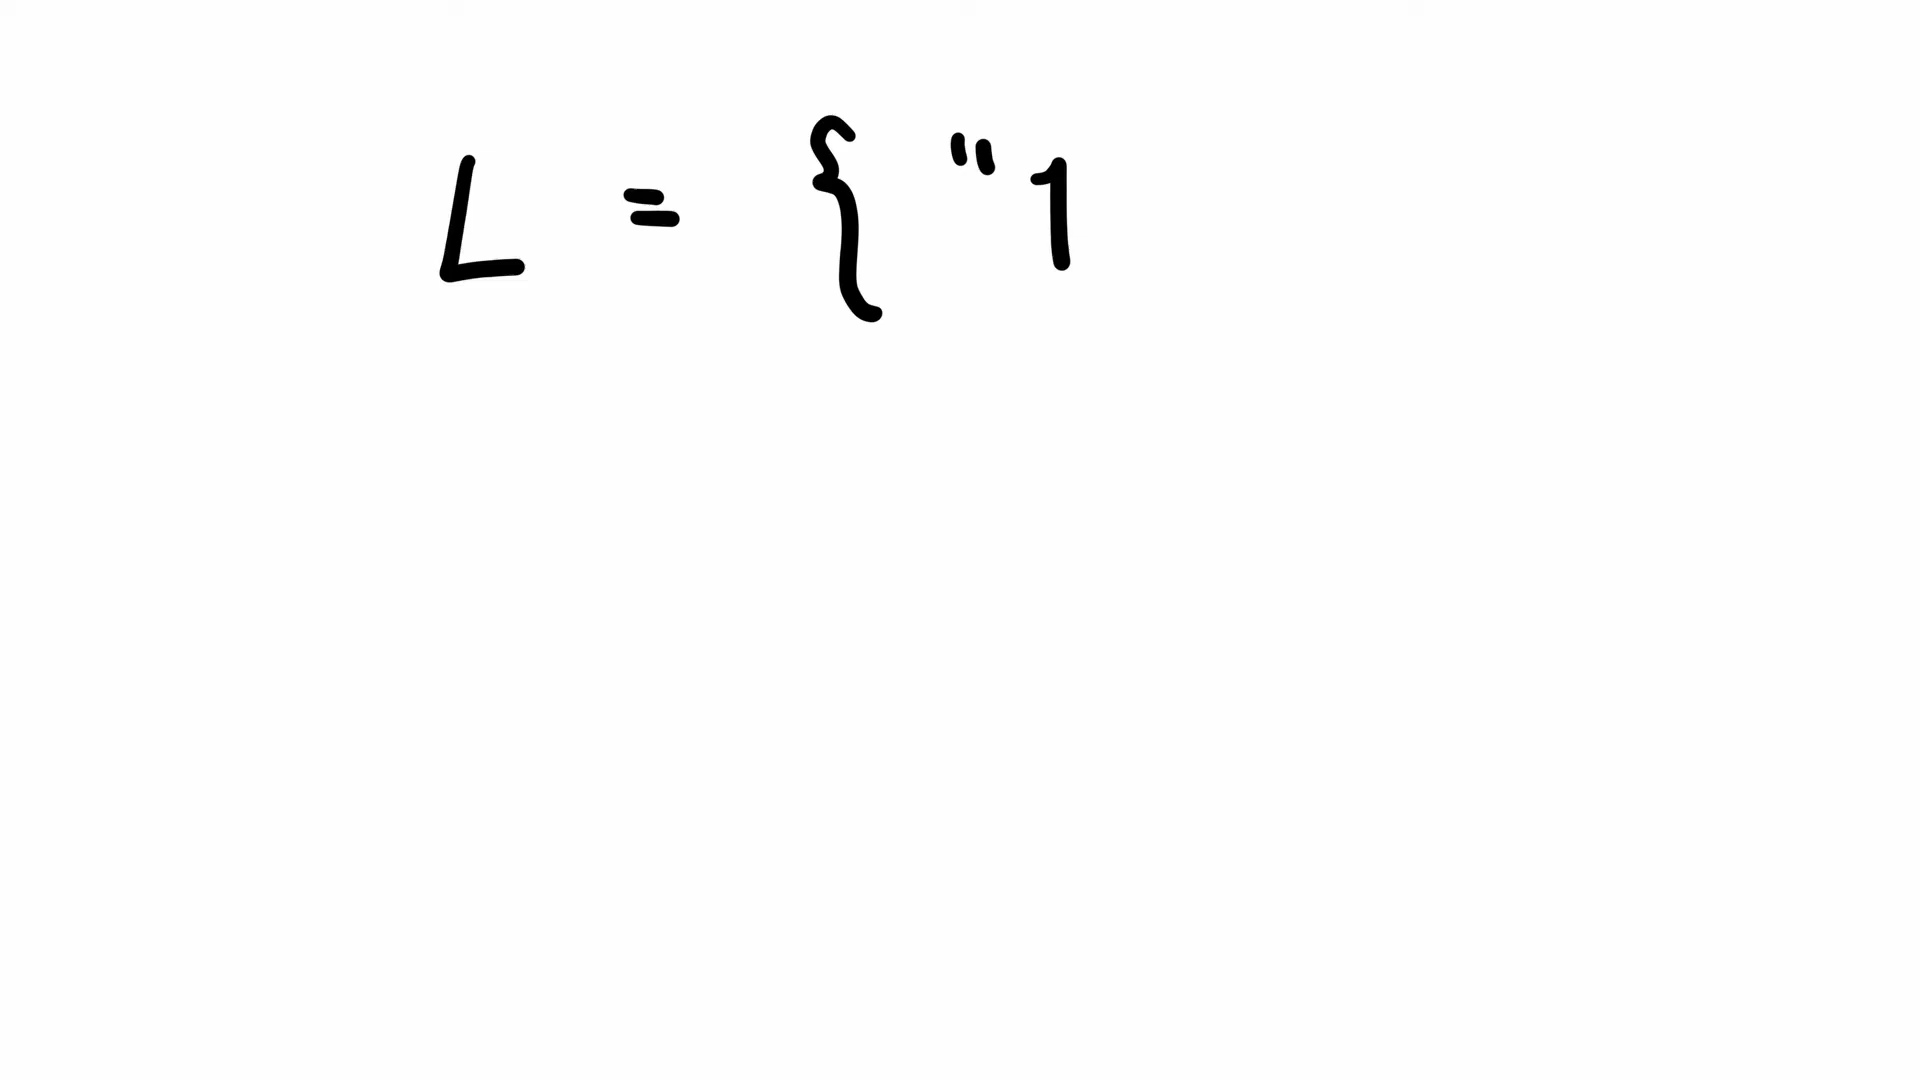 L = { "1